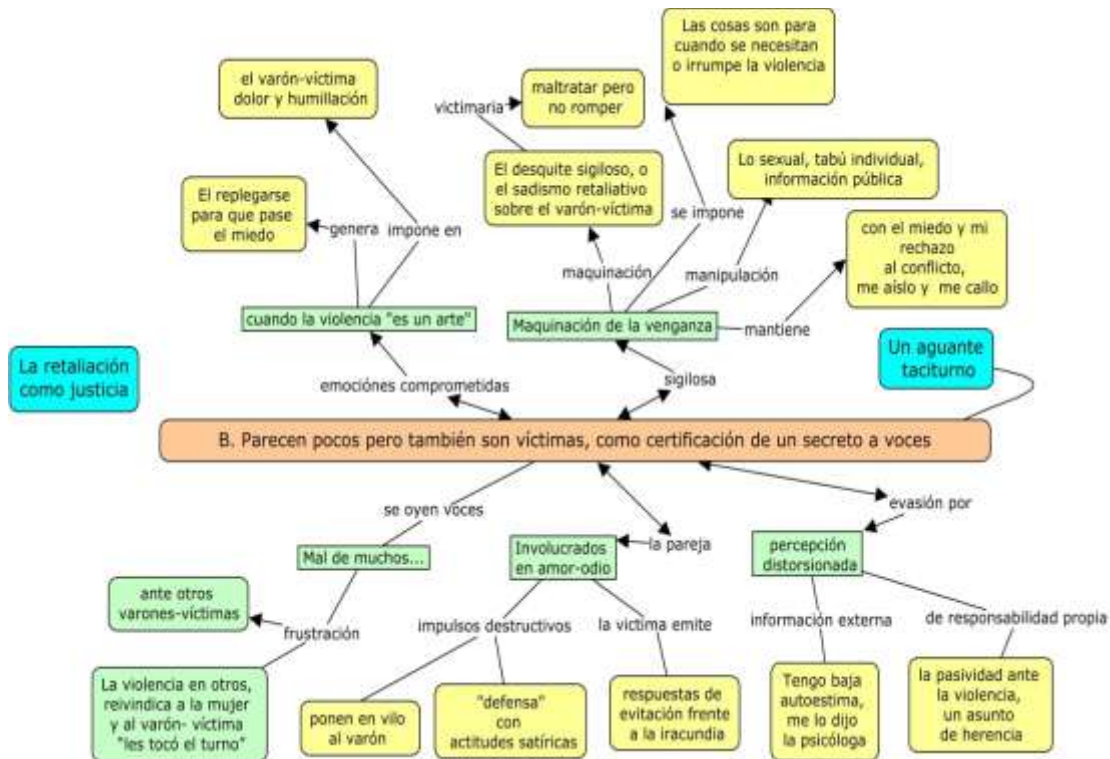 Las cosas son para
cuando se necesitan
o irrumpe la violencia
el varón-víctima
dolor y humillación
victimaria
maltratar pero
no romper
El desquite sigiloso, o
el sadismo retaliativo
sobre el varón-víctima
Lo sexual, tabú individual,
información pública
El replegarse
para que pase
el miedo
genera
impone en
se impone
con el miedo y mi
rechazo
al conflicto,
me aíslo y me callo
maquinación
manipulación
cuando la violencia "es un arte"
Maquinación de la venganza
mantiene
La retaliación
como justicia
Un aguante
taciturno
emociónes comprometidas
sigilosa
B. Parecen pocos pero también son víctimas, como certificación de un secreto a voces
se oyen voces
evasión por
Mal de muchos...
Involucrados
en amor-odio
la pareja
percepción
distorsionada
ante otros
varones-víctimas
frustración
impulsos destructivos
la victima emite
información externa
de responsabilidad propia
La violencia en otros,
reivindica a la mujer
y al varón- víctima
"les tocó el turno"
ponen en vilo
al varón
"defensa"
con
actitudes satíricas
respuestas de
evitación frente
a la iracundia
Tengo baja
autoestima,
me lo dijo
la psicóloga
la pasividad ante
la violencia,
un asunto
de herencia